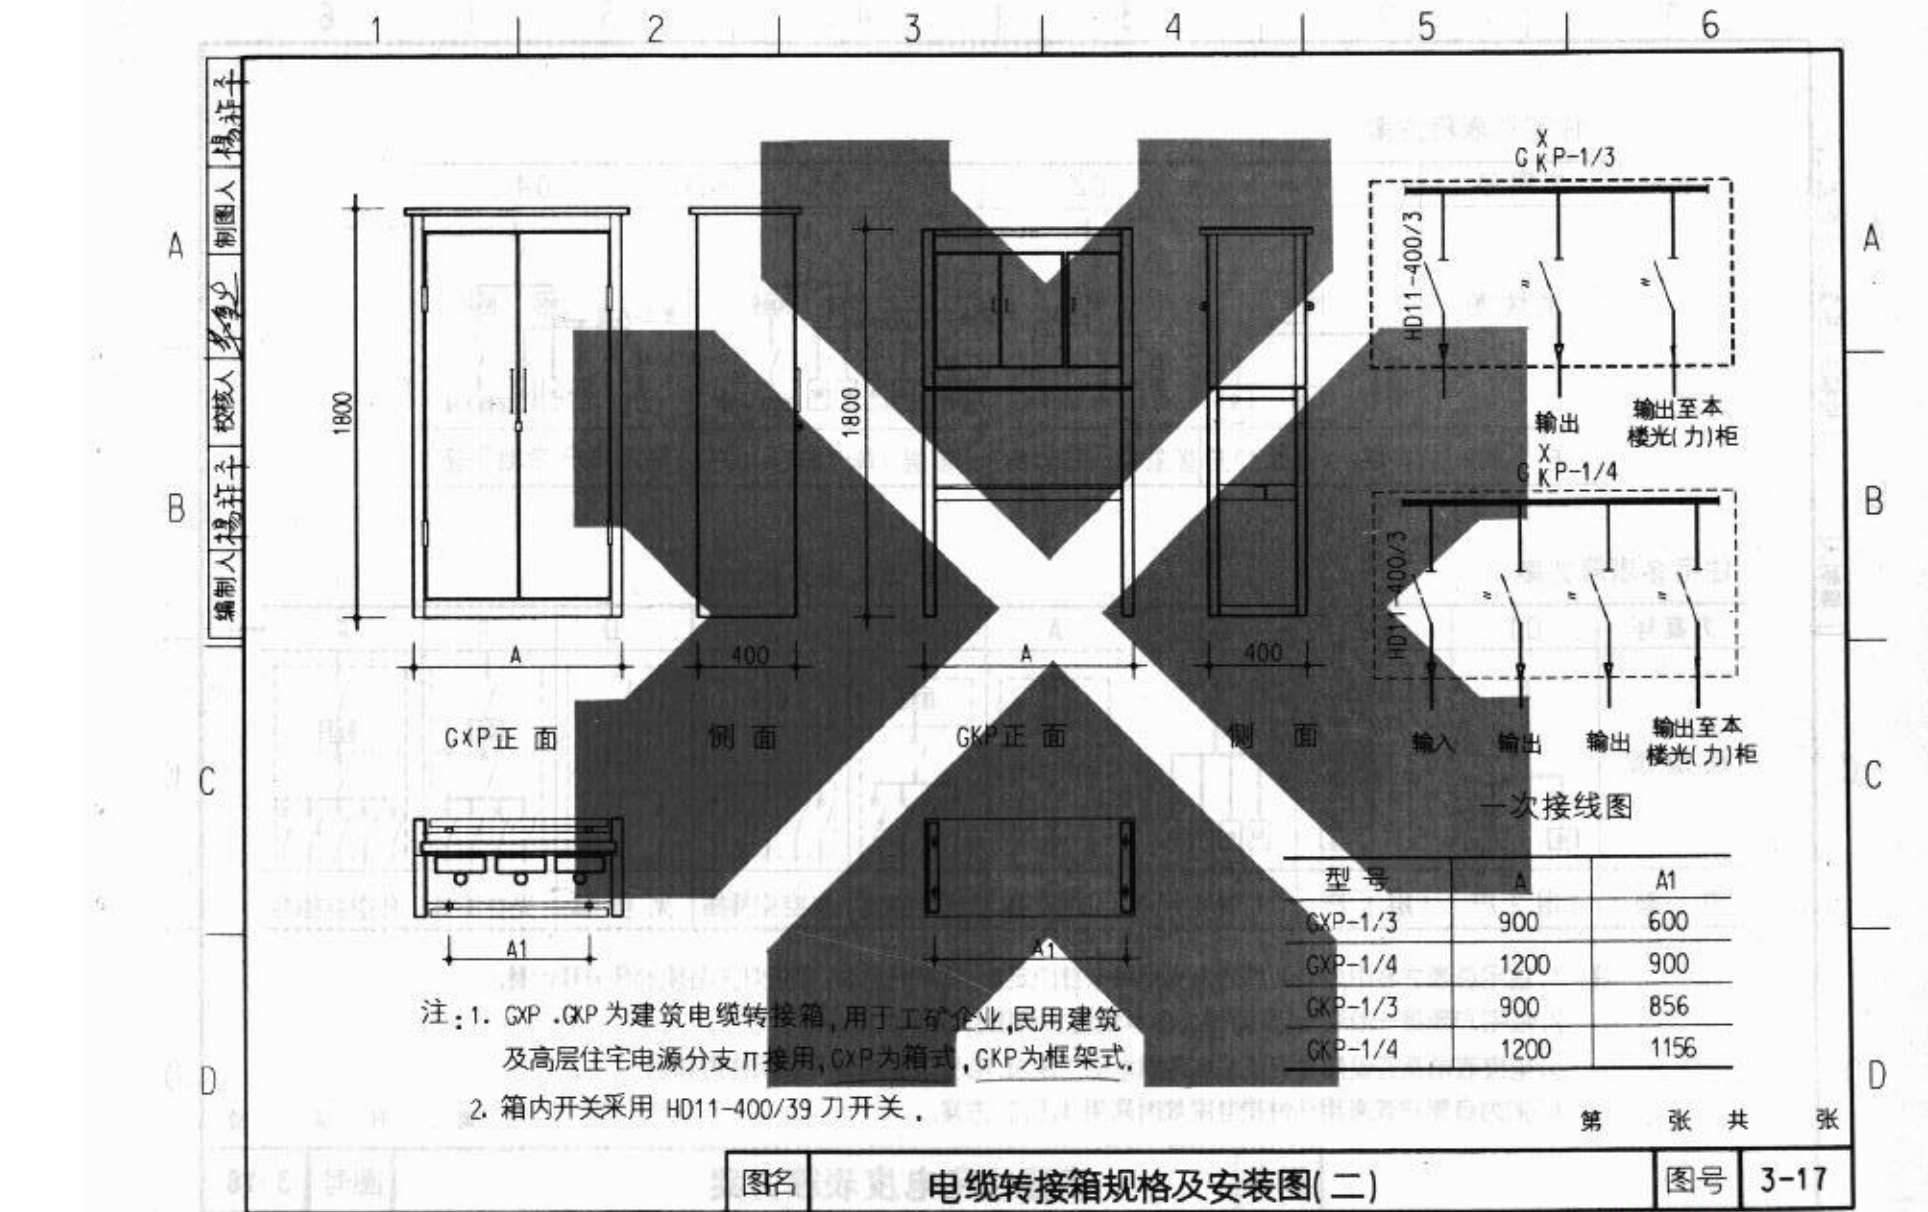 1 2 3 4 5 6
A
B
C
D
A
B
C
D
制图人
校核人
编制人
1800
A
400
1800
A
400
GXP正 面
侧 面
GKP正 面
侧 面
A1
A1
X
G K P-1/3
HD11-400/3
〃 〃
输出
输出至本
楼光(力)柜
X
G K P-1/4
HD11-400/3
〃 〃 〃
输入 输出 输出
输出至本
楼光(力)柜
一次接线图
型 号 A A1
GXP-1/3 900 600
GXP-1/4 1200 900
GKP-1/3 900 856
GKP-1/4 1200 1156
注:1. GXP .GKP为建筑电缆转接箱,用于工矿企业,民用建筑
及高层住宅电源分支π接用,GXP为箱式,GKP为框架式.
2. 箱内开关采用 HD11-400/39 刀开关.
第 张 共 张
图名 电缆转接箱规格及安装图(二) 图号 3-17